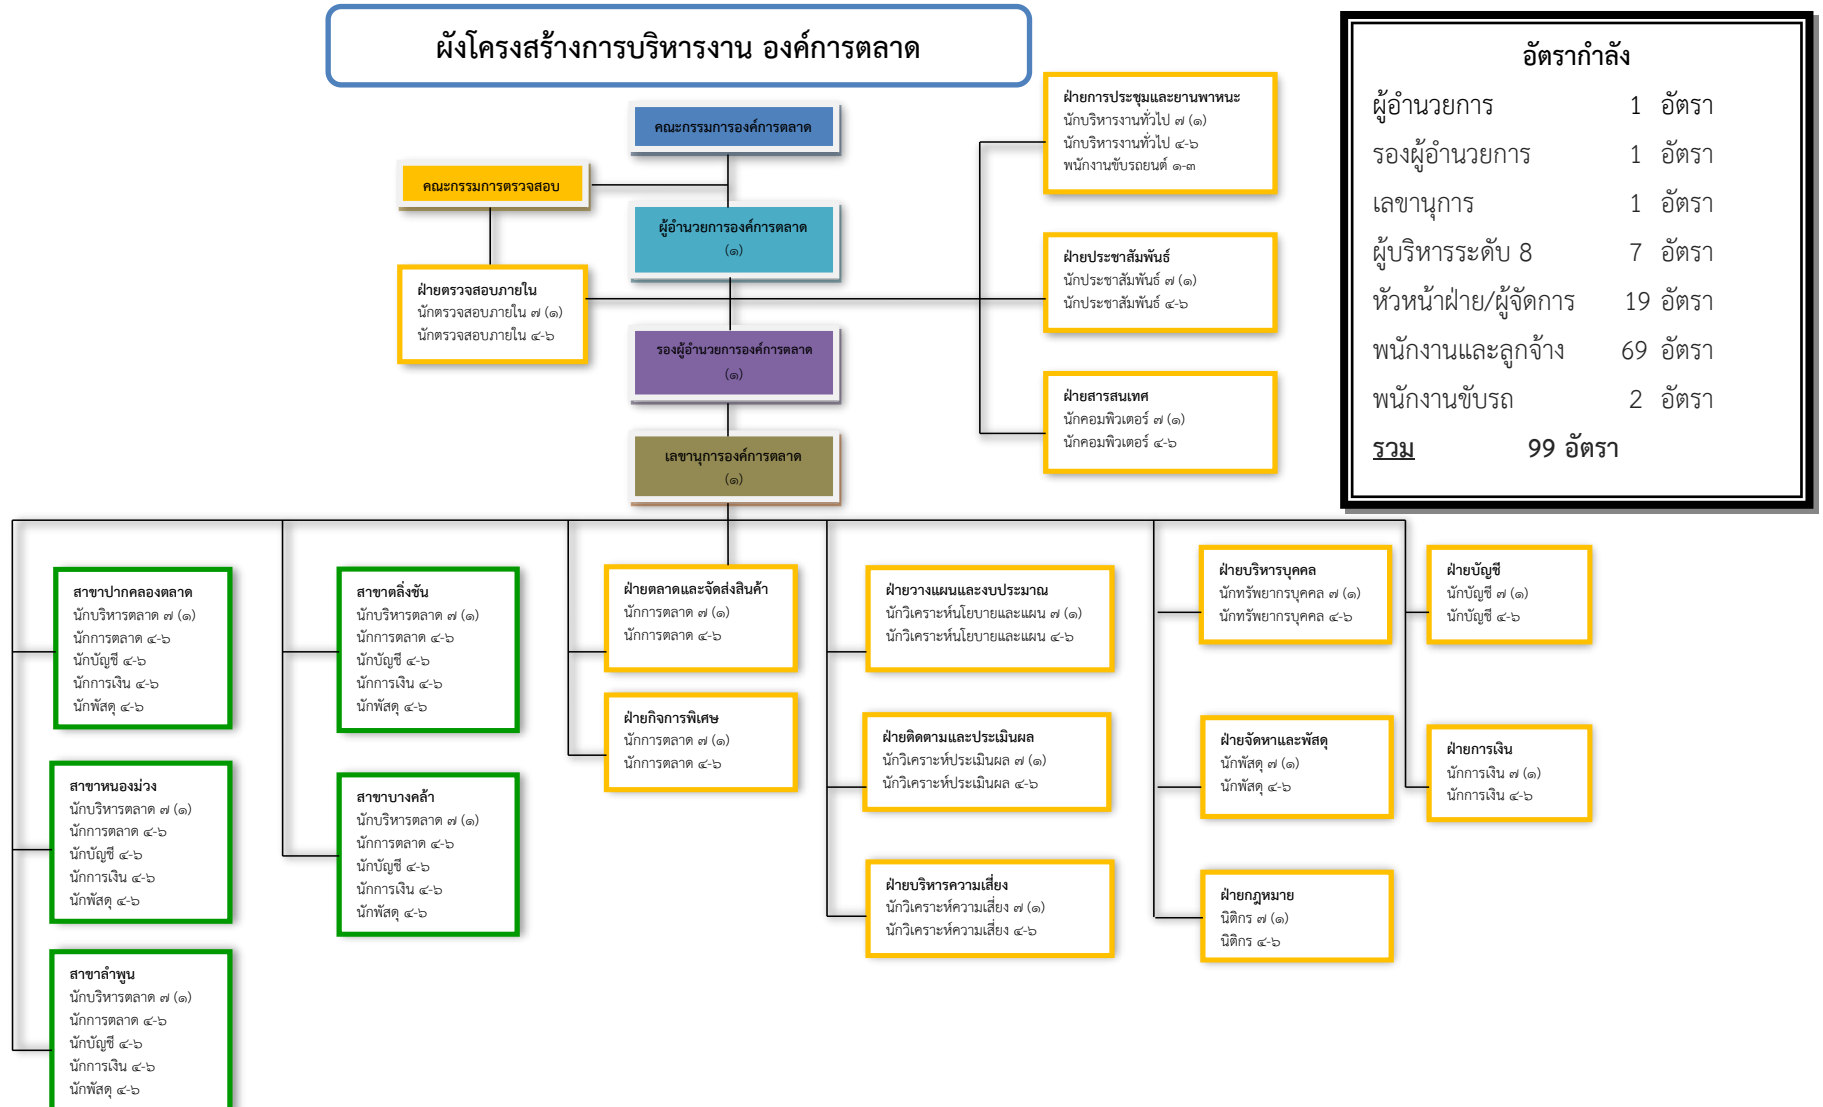 ผังโครงสร้างการบริหารงาน องค์การตลาด
อัตรากำลัง
ผู้อำนวยการ 1 อัตรา
รองผู้อำนวยการ 1 อัตรา
เลขานุการ 1 อัตรา
ผู้บริหารระดับ 8 7 อัตรา
หัวหน้าฝ่าย/ผู้จัดการ 19 อัตรา
พนักงานและลูกจ้าง 69 อัตรา
พนักงานขับรถ 2 อัตรา
รวม 99 อัตรา
คณะกรรมการองค์การตลาด
คณะกรรมการตรวจสอบ
ผู้อำนวยการองค์การตลาด
(๑)
ฝ่ายตรวจสอบภายใน
นักตรวจสอบภายใน ๗ (๑)
นักตรวจสอบภายใน ๔-๖
รองผู้อำนวยการองค์การตลาด
(๑)
เลขานุการองค์การตลาด
(๑)
ฝ่ายการประชุมและยานพาหนะ
นักบริหารงานทั่วไป ๗ (๑)
นักบริหารงานทั่วไป ๔-๖
พนักงานขับรถยนต์ ๑-๓
ฝ่ายประชาสัมพันธ์
นักประชาสัมพันธ์ ๗ (๑)
นักประชาสัมพันธ์ ๔-๖
ฝ่ายสารสนเทศ
นักคอมพิวเตอร์ ๗ (๑)
นักคอมพิวเตอร์ ๔-๖
สาขาปากคลองตลาด
นักบริหารตลาด ๗ (๑)
นักการตลาด ๔-๖
นักบัญชี ๔-๖
นักการเงิน ๔-๖
นักพัสดุ ๔-๖
สาขาหนองม่วง
นักบริหารตลาด ๗ (๑)
นักการตลาด ๔-๖
นักบัญชี ๔-๖
นักการเงิน ๔-๖
นักพัสดุ ๔-๖
สาขาลำพูน
นักบริหารตลาด ๗ (๑)
นักการตลาด ๔-๖
นักบัญชี ๔-๖
นักการเงิน ๔-๖
นักพัสดุ ๔-๖
สาขาตลิ่งชัน
นักบริหารตลาด ๗ (๑)
นักการตลาด ๔-๖
นักบัญชี ๔-๖
นักการเงิน ๔-๖
นักพัสดุ ๔-๖
สาขาบางคล้า
นักบริหารตลาด ๗ (๑)
นักการตลาด ๔-๖
นักบัญชี ๔-๖
นักการเงิน ๔-๖
นักพัสดุ ๔-๖
ฝ่ายตลาดและจัดส่งสินค้า
นักการตลาด ๗ (๑)
นักการตลาด ๔-๖
ฝ่ายกิจการพิเศษ
นักการตลาด ๗ (๑)
นักการตลาด ๔-๖
ฝ่ายวางแผนและงบประมาณ
นักวิเคราะห์นโยบายและแผน ๗ (๑)
นักวิเคราะห์นโยบายและแผน ๔-๖
ฝ่ายติดตามและประเมินผล
นักวิเคราะห์ประเมินผล ๗ (๑)
นักวิเคราะห์ประเมินผล ๔-๖
ฝ่ายบริหารความเสี่ยง
นักวิเคราะห์ความเสี่ยง ๗ (๑)
นักวิเคราะห์ความเสี่ยง ๔-๖
ฝ่ายบริหารบุคคล
นักทรัพยากรบุคคล ๗ (๑)
นักทรัพยากรบุคคล ๔-๖
ฝ่ายจัดหาและพัสดุ
นักพัสดุ ๗ (๑)
นักพัสดุ ๔-๖
ฝ่ายกฎหมาย
นิติกร ๗ (๑)
นิติกร ๔-๖
ฝ่ายบัญชี
นักบัญชี ๗ (๑)
นักบัญชี ๔-๖
ฝ่ายการเงิน
นักการเงิน ๗ (๑)
นักการเงิน ๔-๖